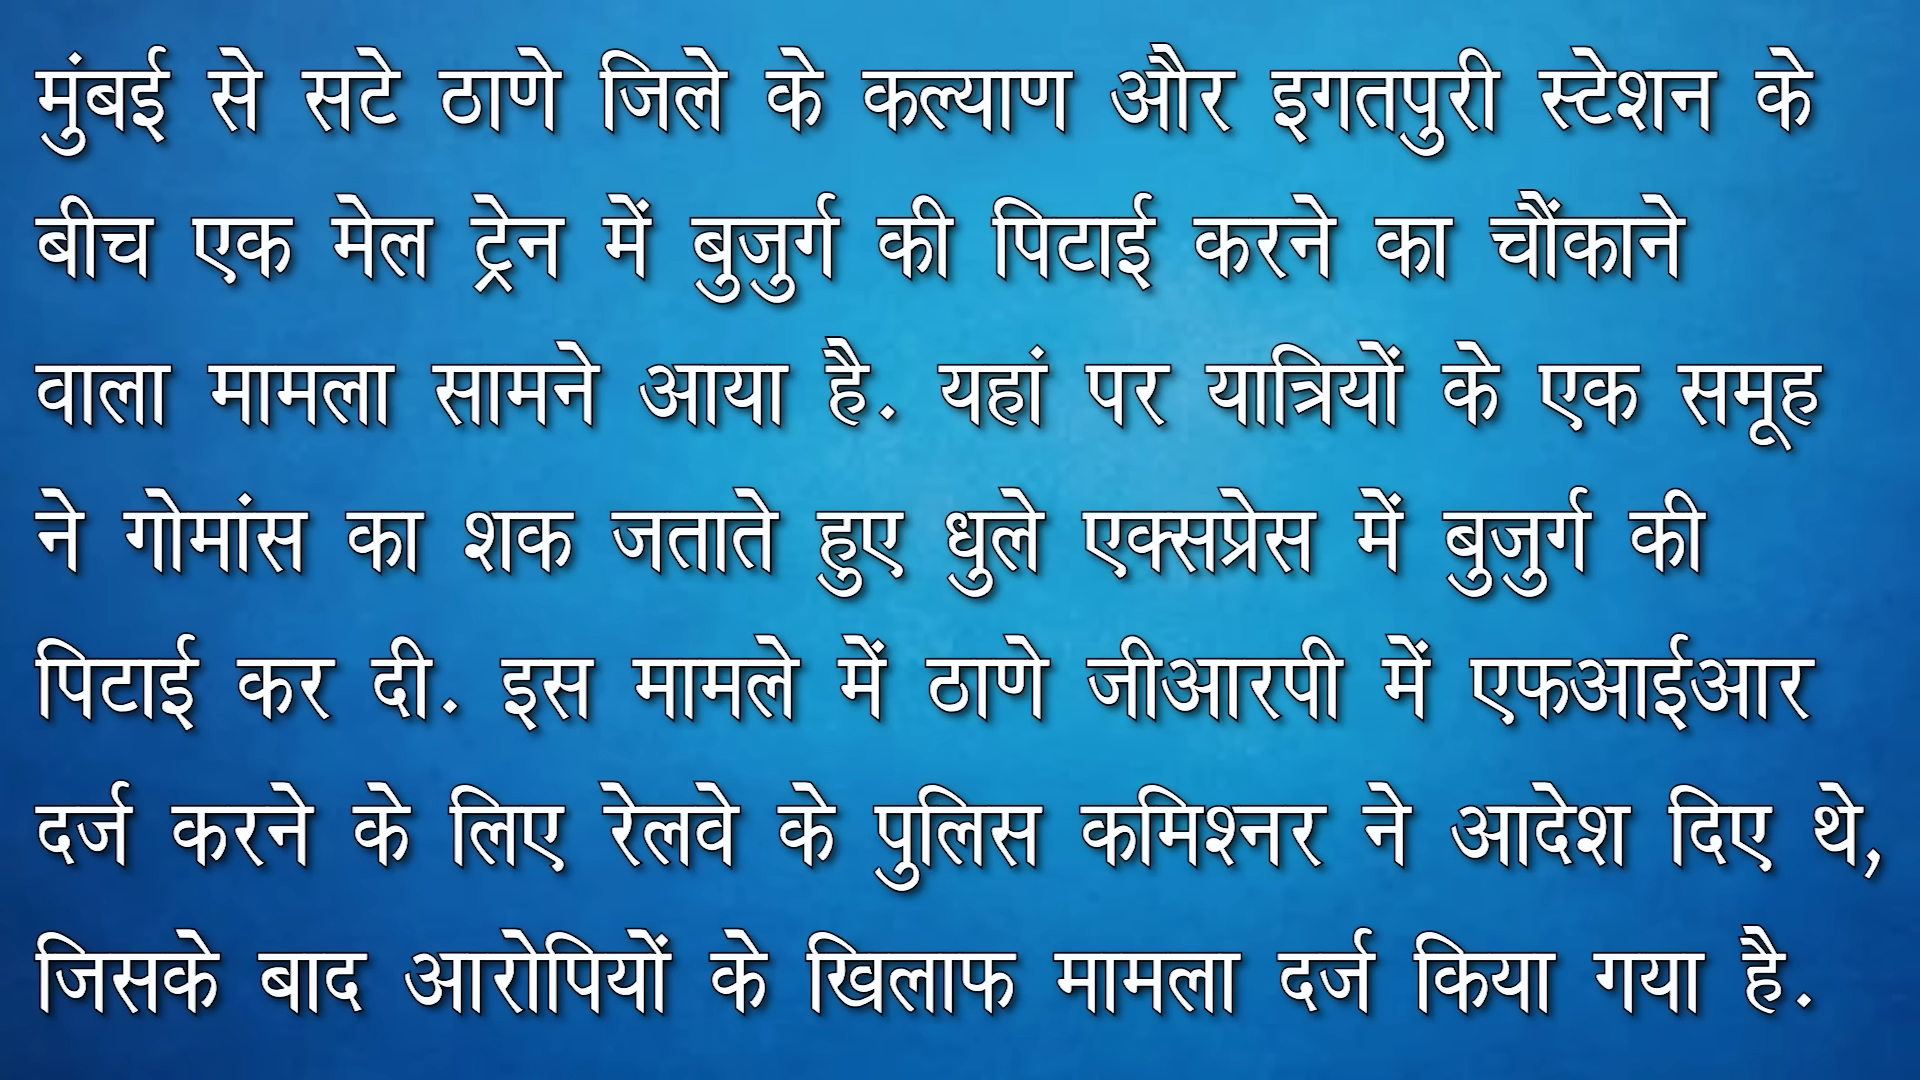 मुंबई से सटे ठाणे जिले के कल्याण और इगतपुरी स्टेशन के
बीच एक मेल ट्रेन में बुजुर्ग की पिटाई करने का चौंकाने
वाला मामला सामने आया है. यहां पर यात्रियों के एक समूह
ने गोमांस का शक जताते हुए धुले एक्सप्रेस में बुजुर्ग की
पिटाई कर दी. इस मामले में ठाणे जीआरपी में एफआईआर
दर्ज करने के लिए रेलवे के पुलिस कमिश्नर ने आदेश दिए थे,
जिसके बाद आरोपियों के खिलाफ मामला दर्ज किया गया है.